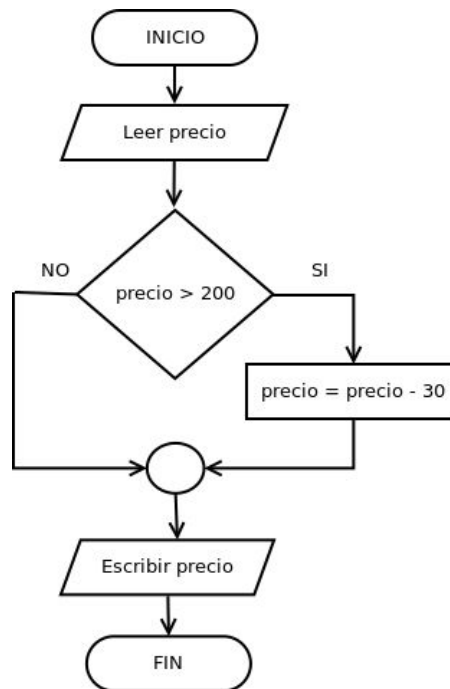 INICIO
Leer precio
NO
SI
precio > 200
precio = precio - 30
Escribir precio
FIN